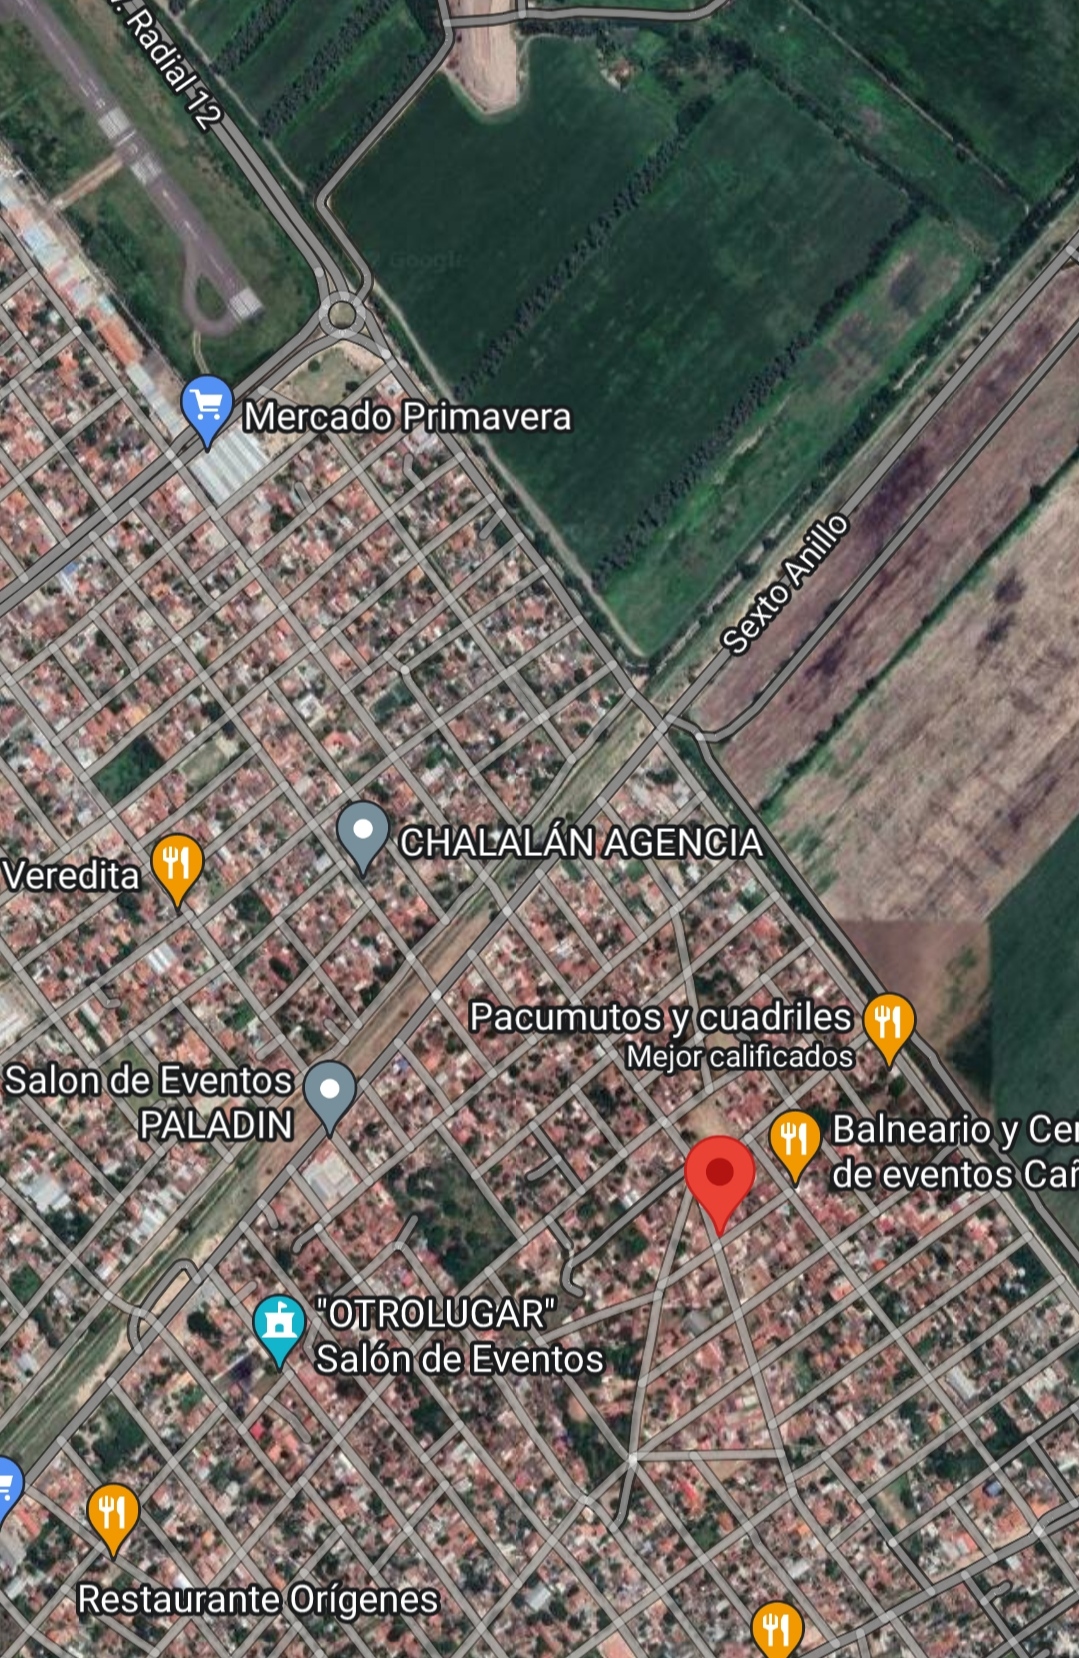 . Radial 12
Google
Mercado Primavera
Sexto Anillo
CHALALÁN AGENCIA
Veredita
Pacumutos y cuadriles
Mejor calificados
Salon de Eventos
PALADIN
Balneario y Cen
de eventos Cañ
"OTROLUGAR"
Salón de Eventos
Restaurante Orígenes